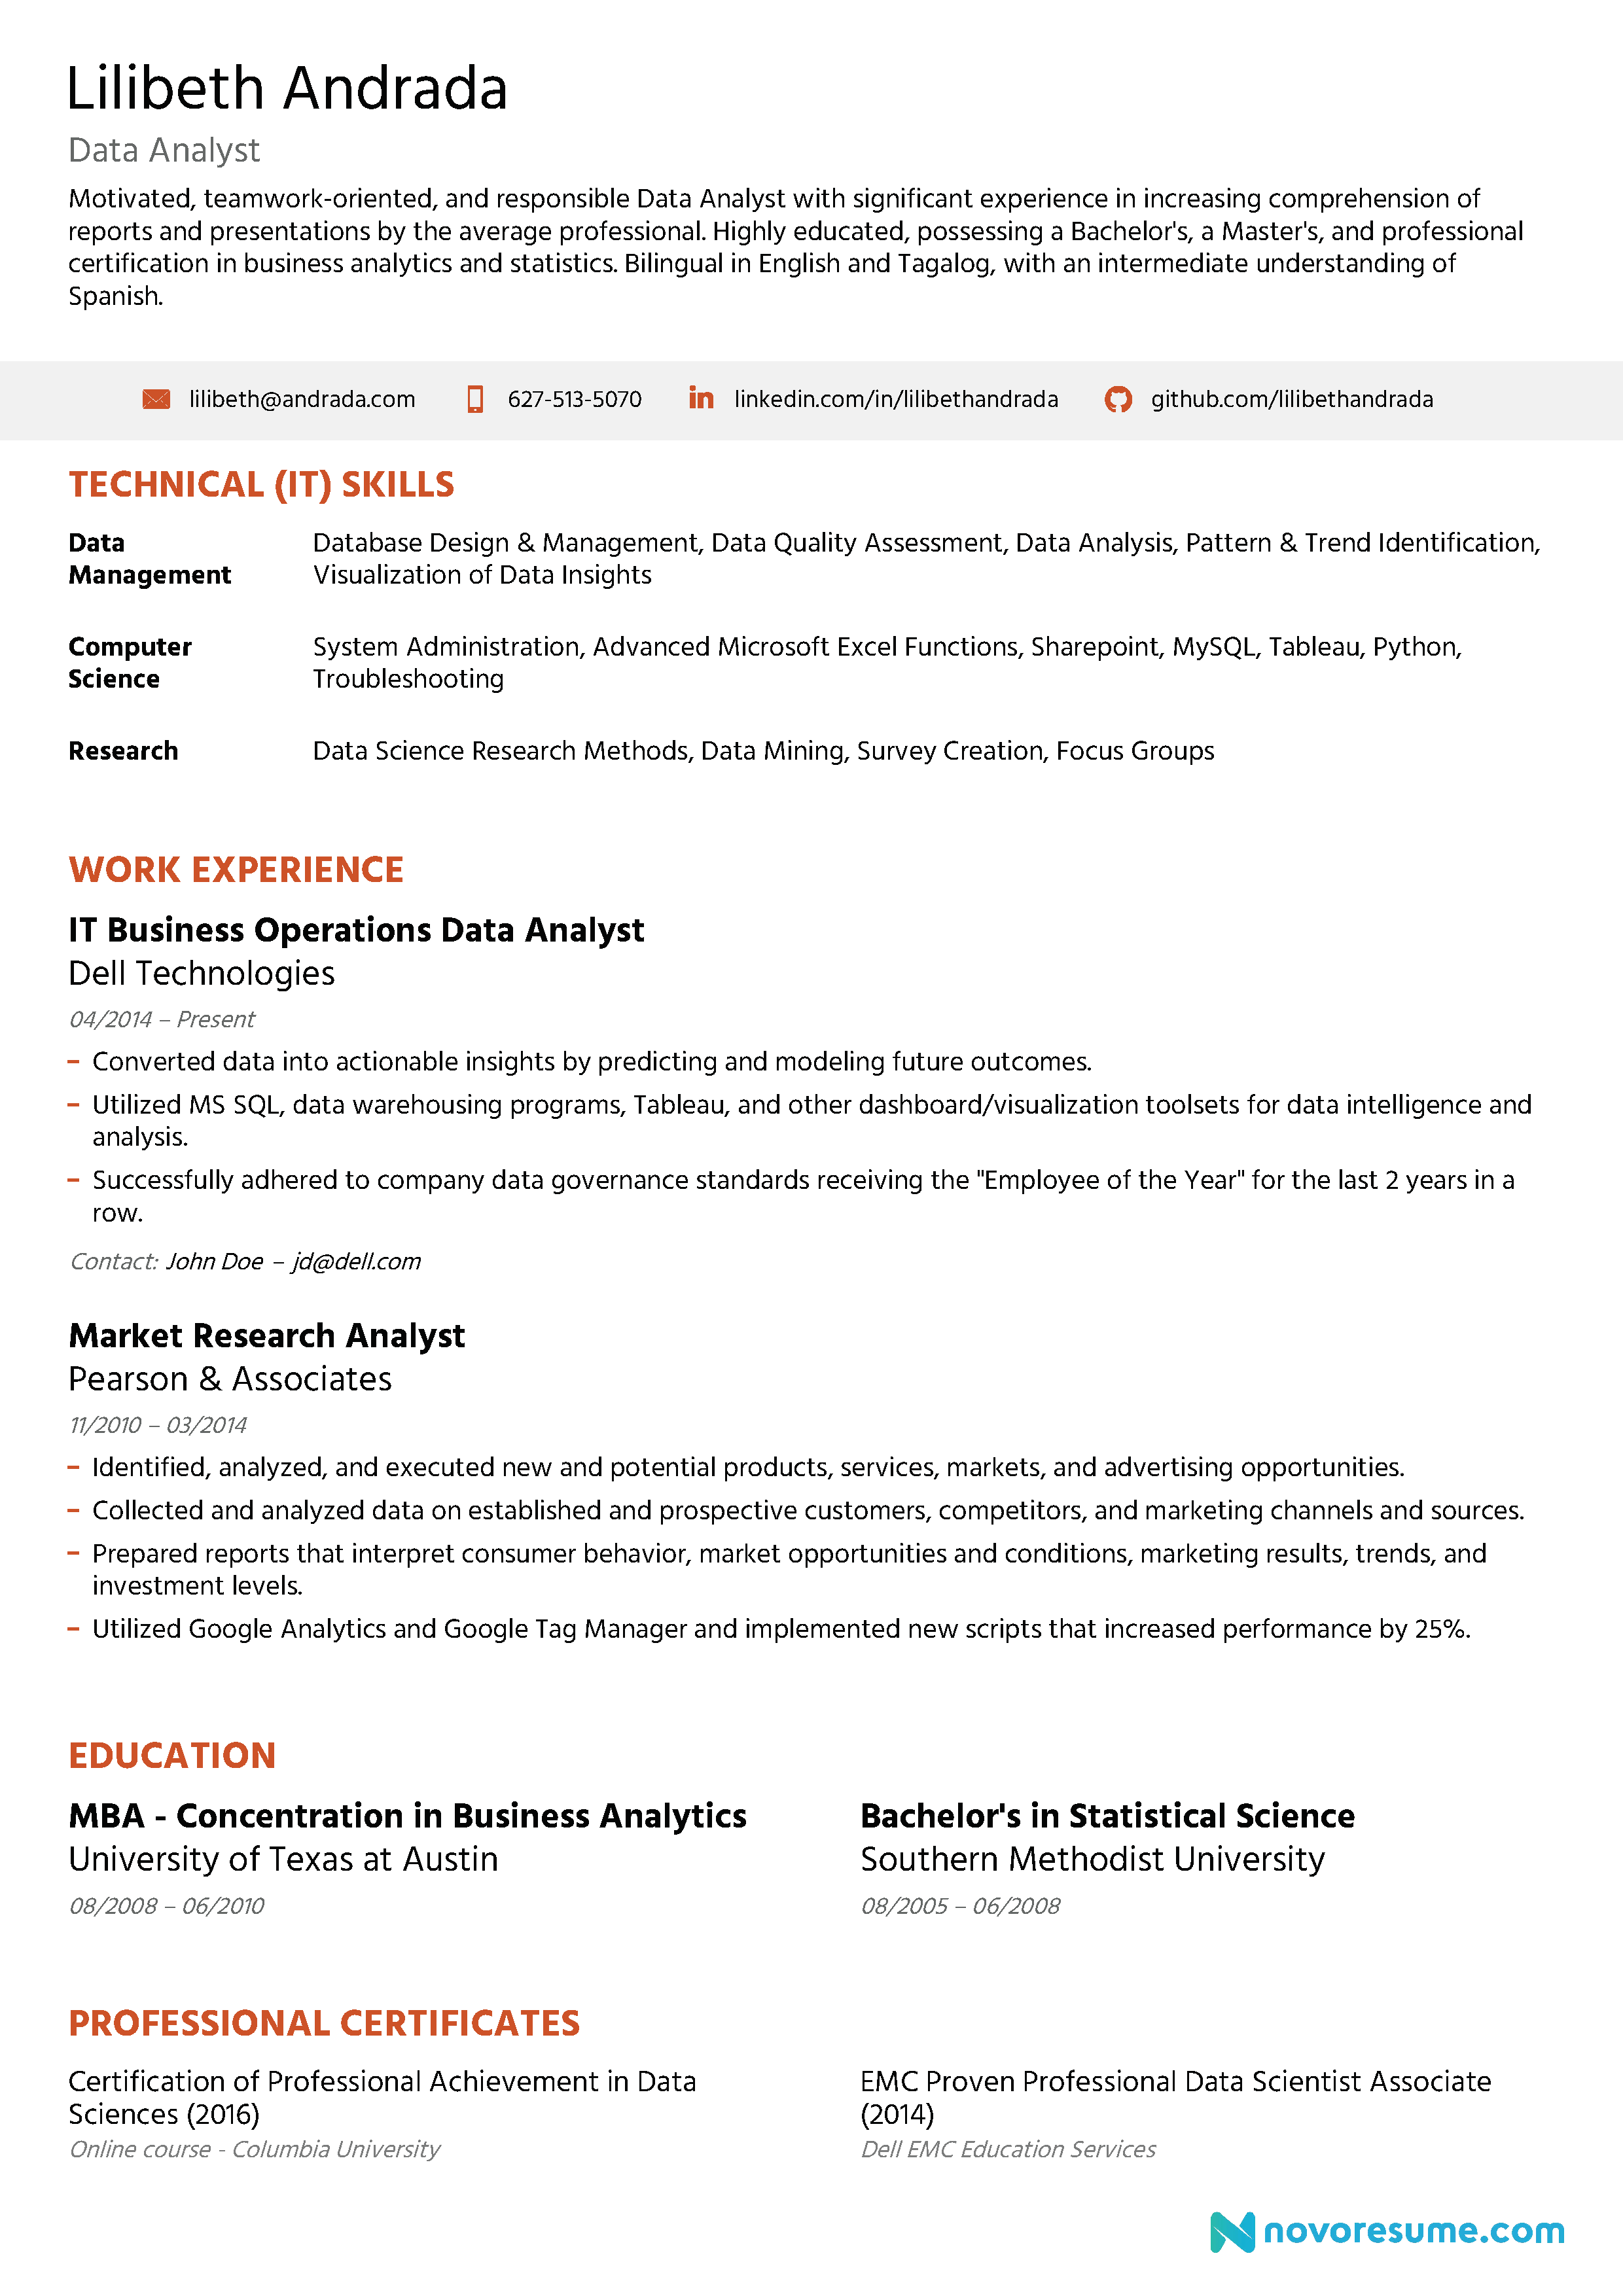 Lilibeth Andrada
Data Analyst
Motivated, teamwork-oriented, and responsible Data Analyst with significant experience in increasing comprehension of
reports and presentations by the average professional. Highly educated, possessing a Bachelor's, a Master's, and professional
certification in business analytics and statistics. Bilingual in English and Tagalog, with an intermediate understanding of
Spanish.
lilibeth@andrada.com 627-513-5070 linkedin.com/in/lilibethandrada github.com/lilibethandrada
TECHNICAL (IT) SKILLS
Data Database Design & Management, Data Quality Assessment, Data Analysis, Pattern & Trend Identification,
Management Visualization of Data Insights
Computer System Administration, Advanced Microsoft Excel Functions, Sharepoint, MySQL, Tableau, Python,
Science Troubleshooting
Research Data Science Research Methods, Data Mining, Survey Creation, Focus Groups
WORK EXPERIENCE
IT Business Operations Data Analyst
Dell Technologies
04/2014 – Present
– Converted data into actionable insights by predicting and modeling future outcomes.
– Utilized MS SQL, data warehousing programs, Tableau, and other dashboard/visualization toolsets for data intelligence and
analysis.
– Successfully adhered to company data governance standards receiving the "Employee of the Year" for the last 2 years in a
row.
Contact: John Doe – jd@dell.com
Market Research Analyst
Pearson & Associates
11/2010 – 03/2014
– Identified, analyzed, and executed new and potential products, services, markets, and advertising opportunities.
– Collected and analyzed data on established and prospective customers, competitors, and marketing channels and sources.
– Prepared reports that interpret consumer behavior, market opportunities and conditions, marketing results, trends, and
investment levels.
– Utilized Google Analytics and Google Tag Manager and implemented new scripts that increased performance by 25%.
EDUCATION
MBA - Concentration in Business Analytics
University of Texas at Austin
08/2008 – 06/2010
Bachelor's in Statistical Science
Southern Methodist University
08/2005 – 06/2008
PROFESSIONAL CERTIFICATES
Certification of Professional Achievement in Data
Sciences (2016)
Online course - Columbia University
EMC Proven Professional Data Scientist Associate
(2014)
Dell EMC Education Services
novoresume.com